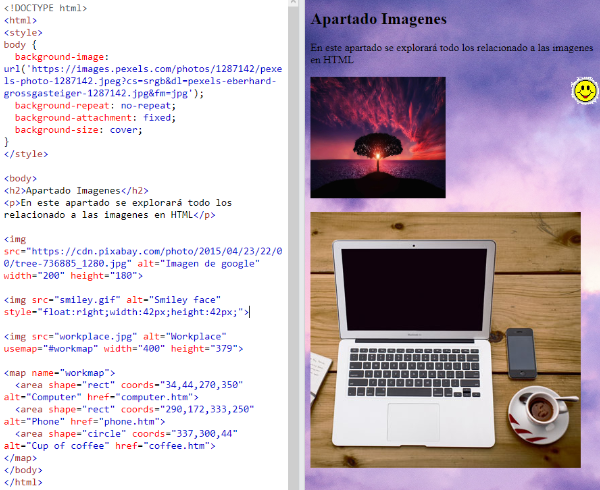 <!DOCTYPE html>
<html>
<style>
body {
  background-image:
url('https://images.pexels.com/photos/1287142/pexe
ls-photo-1287142.jpeg?cs=srgb&dl=pexels-eberhard-
grossgasteiger-1287142.jpg&fm=jpg');
  background-repeat: no-repeat;
  background-attachment: fixed;
  background-size: cover;
}
</style>

<body>
<h2>Apartado Imagenes</h2>
<p>En este apartado se explorará todo los
relacionado a las imagenes en HTML</p>

<img
src="https://cdn.pixabay.com/photo/2015/04/23/22/0
0/tree-736885_1280.jpg" alt="Imagen de google"
width="200" height="180">

<img src="smiley.gif" alt="Smiley face"
style="float:right;width:42px;height:42px;">

<img src="workplace.jpg" alt="Workplace"
usemap="#workmap" width="400" height="379">

<map name="workmap">
  <area shape="rect" coords="34,44,270,350"
alt="Computer" href="computer.htm">
  <area shape="rect" coords="290,172,333,250"
alt="Phone" href="phone.htm">
  <area shape="circle" coords="337,300,44"
alt="Cup of coffee" href="coffee.htm">
</map>
</body>
</html>
Apartado Imagenes
En este apartado se explorará todo los relacionado a las imagenes
en HTML